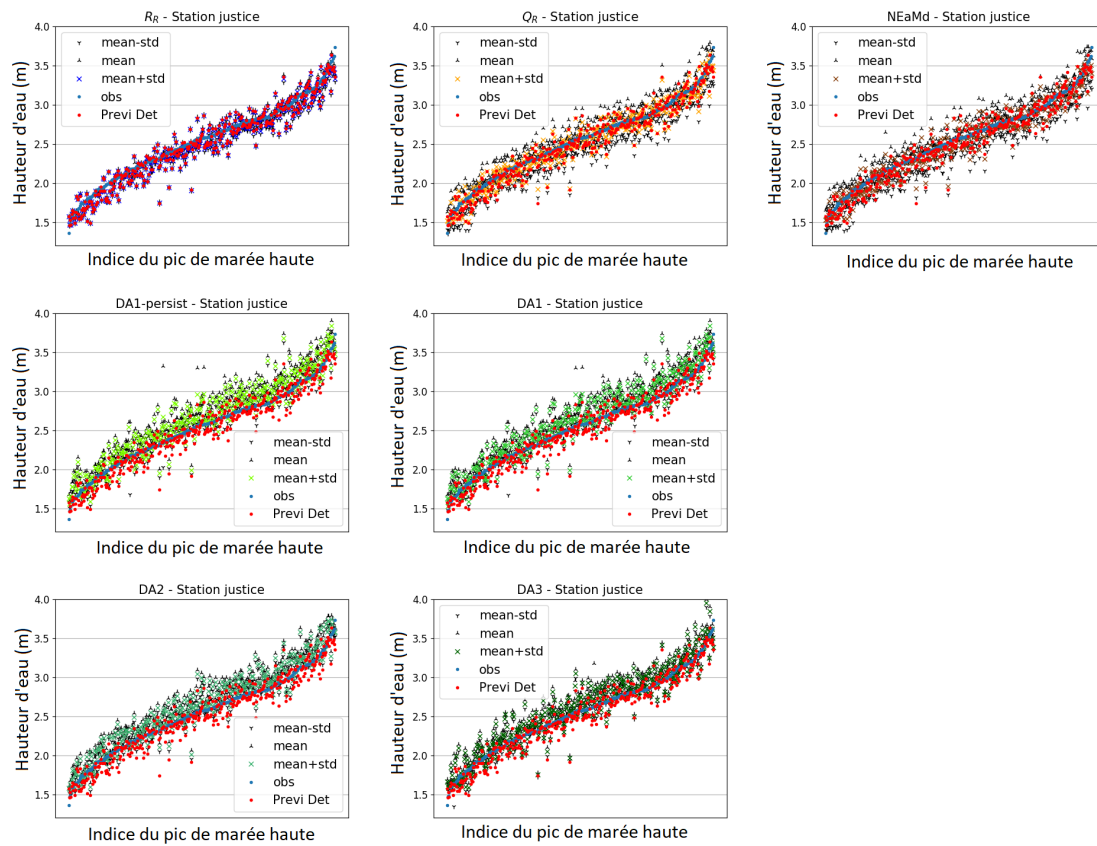 R_R - Station justice
Hauteur d'eau (m)
4.0
3.5
3.0
2.5
2.0
1.5
mean-std
mean
mean+std
obs
Previ Det
Indice du pic de marée haute
Q_R - Station justice
Hauteur d'eau (m)
4.0
3.5
3.0
2.5
2.0
1.5
mean-std
mean
mean+std
obs
Previ Det
Indice du pic de marée haute
NEaMd - Station justice
Hauteur d'eau (m)
4.0
3.5
3.0
2.5
2.0
1.5
mean-std
mean
mean+std
obs
Previ Det
Indice du pic de marée haute
DA1-persist - Station justice
Hauteur d'eau (m)
4.0
3.5
3.0
2.5
2.0
1.5
mean-std
mean
mean+std
obs
Previ Det
Indice du pic de marée haute
DA1 - Station justice
Hauteur d'eau (m)
4.0
3.5
3.0
2.5
2.0
1.5
mean-std
mean
mean+std
obs
Previ Det
Indice du pic de marée haute
DA2 - Station justice
Hauteur d'eau (m)
4.0
3.5
3.0
2.5
2.0
1.5
mean-std
mean
mean+std
obs
Previ Det
Indice du pic de marée haute
DA3 - Station justice
Hauteur d'eau (m)
4.0
3.5
3.0
2.5
2.0
1.5
mean-std
mean
mean+std
obs
Previ Det
Indice du pic de marée haute